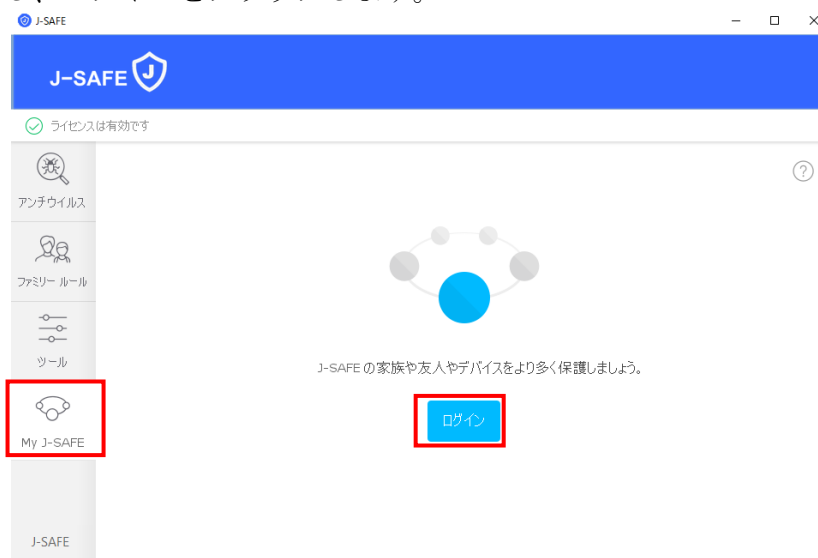 J-SAFE
J-SAFE J
ライセンスは有効です
アンチウイルス
ファミリー ルール
ツール
My J-SAFE
J-SAFE
?
J-SAFE の家族や友人やデバイスをより多く保護しましょう。
ログイン